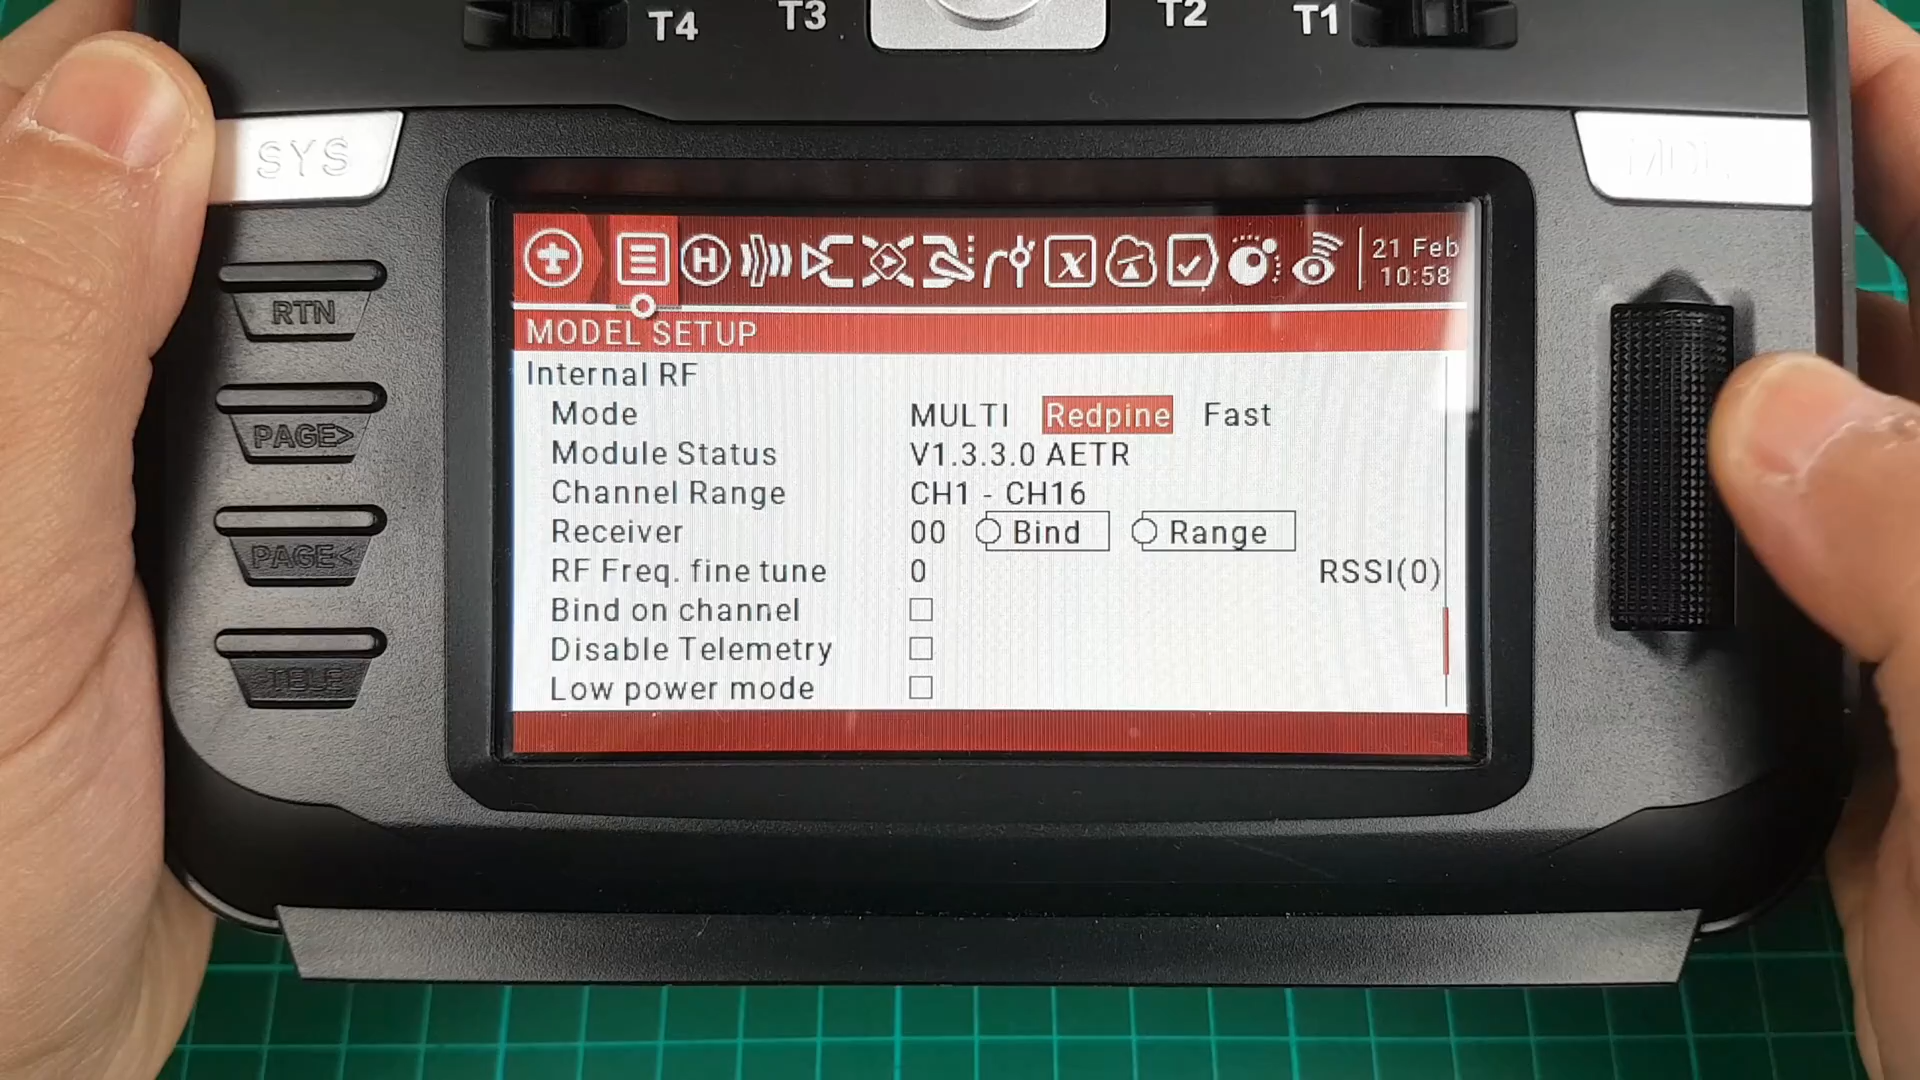 T4 T3 T2 T1
SYS
RTN
PAGE>
PAGE<
TELE
H
x
21 Feb
10:58
MODEL SETUP
Internal RF
Mode MULTI Redpine Fast
Module Status V1.3.3.0 AETR
Channel Range CH1 - CH16
Receiver 00 Bind Range
RF Freq. fine tune 0 RSSI(0)
Bind on channel
Disable Telemetry
Low power mode